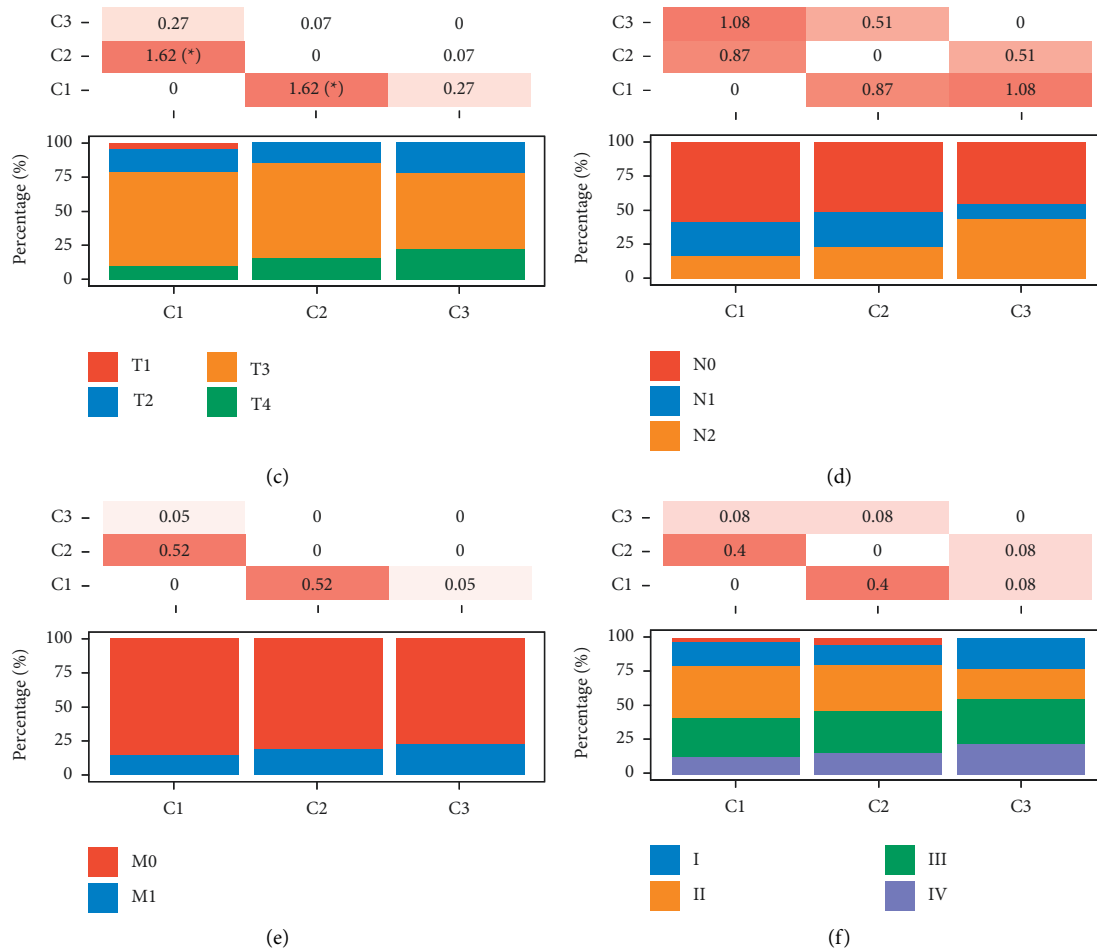 C3 – 0.27 0.07 0
C2 – 1.62 (*) 0 0.07
C1 – 0 1.62 (*) 0.27
100
75
50
25
0
Percentage (%)
C1 C2 C3
T1 T3
T2 T4
(c)
C3 – 1.08 0.51 0
C2 – 0.87 0 0.51
C1 – 0 0.87 1.08
100
75
50
25
0
Percentage (%)
C1 C2 C3
N0
N1
N2
(d)
C3 – 0.05 0 0
C2 – 0.52 0 0
C1 – 0 0.52 0.05
100
75
50
25
0
Percentage (%)
C1 C2 C3
M0
M1
(e)
C3 – 0.08 0.08 0
C2 – 0.4 0 0.08
C1 – 0 0.4 0.08
100
75
50
25
0
Percentage (%)
C1 C2 C3
I III
II IV
(f)